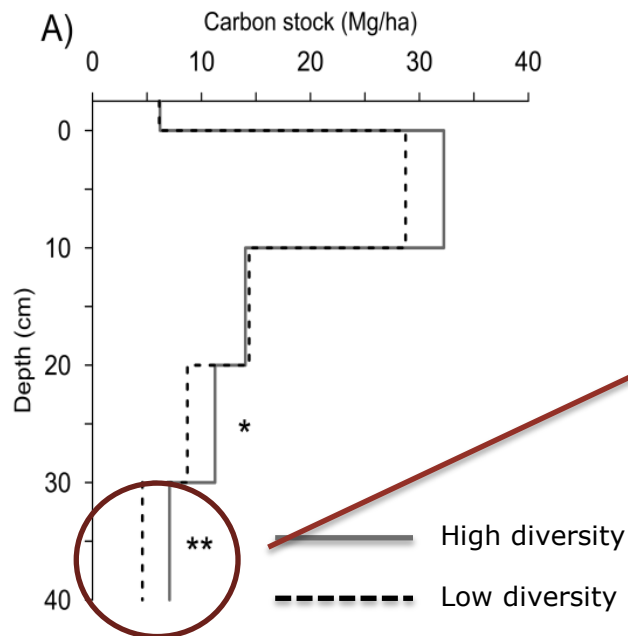 A)
Carbon stock (Mg/ha)
0 10 20 30 40
Depth (cm)
0
10
20
*
30
**
High diversity
Low diversity
40